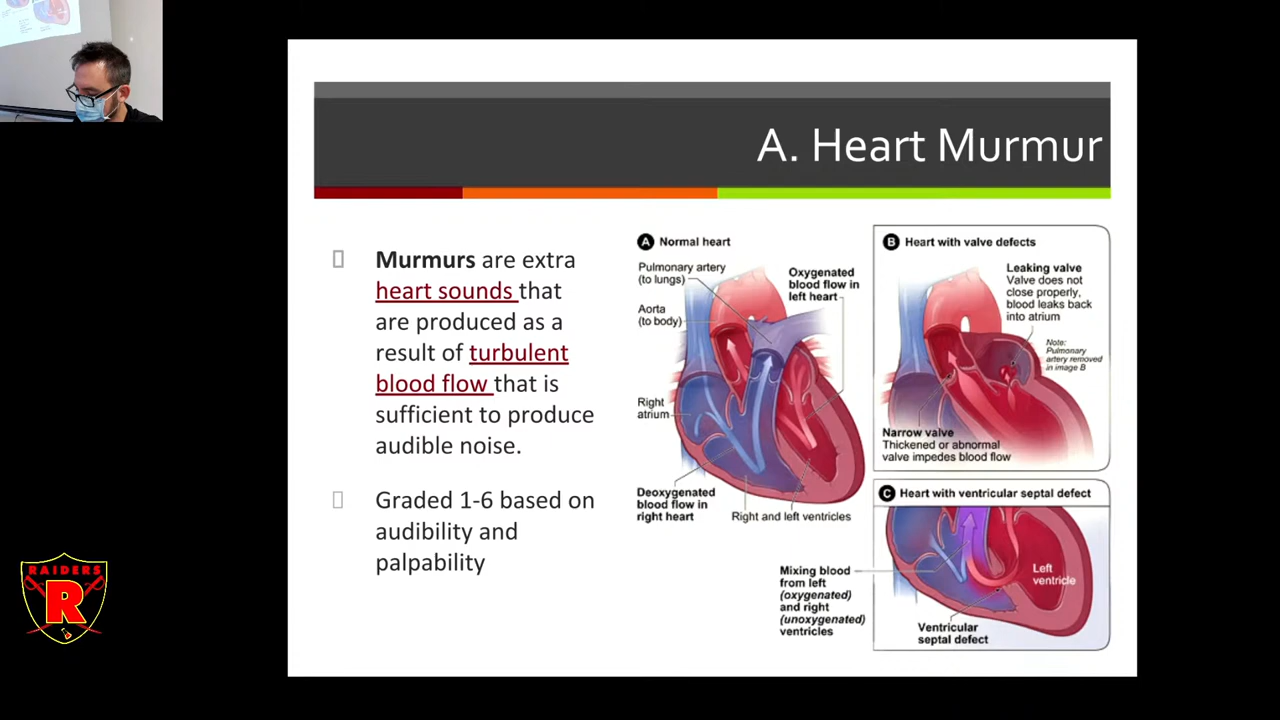 A. Heart Murmur
Murmurs are extra
heart sounds that
are produced as a
result of turbulent
blood flow that is
sufficient to produce
audible noise.
Graded 1-6 based on
audibility and
palpability
A Normal heart
Pulmonary artery
(to lungs)
Aorta
(to body)
Oxygenated
blood flow in
left heart
Right
atrium
Deoxygenated
blood flow in
right heart
Right and left ventricles
B Heart with valve defects
Leaking valve
Valve does not
close properly,
blood leaks back
into atrium
Note:
Pulmonary
artery removed
in image B
Narrow valve
Thickened or abnormal
valve impedes blood flow
C Heart with ventricular septal defect
Mixing blood
from left
(oxygenated)
and right
(unoxygenated)
ventricles
Left
ventricle
Ventricular
septal defect
RAIDERS
R